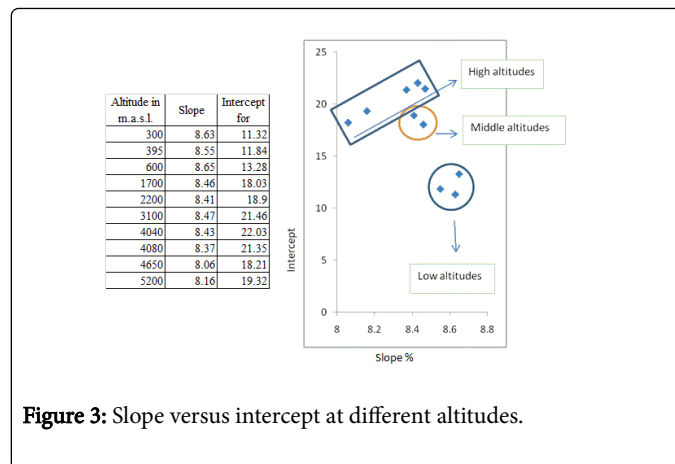 Altitude in m.a.s.l. Slope Intercept for
300 8.63 11.32
395 8.55 11.84
600 8.65 13.28
1700 8.46 18.03
2200 8.41 18.9
3100 8.47 21.46
4040 8.43 22.03
4080 8.37 21.35
4650 8.06 18.21
5200 8.16 19.32
25
20
15
10
5
0
8 8.2 8.4 8.6 8.8
Intercept
Slope %
High altitudes
Middle altitudes
Low altitudes
Figure 3: Slope versus intercept at different altitudes.